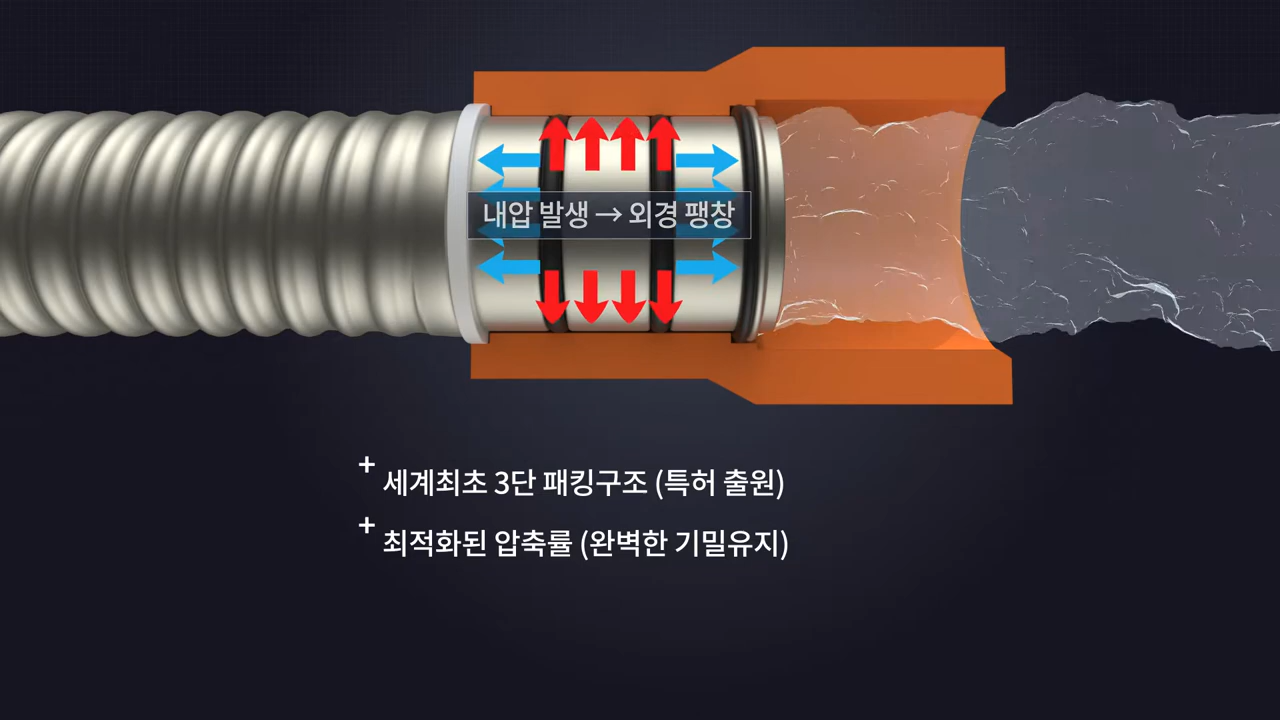 내압 발생 → 외경 팽창
+ 세계최초 3단 패킹구조 (특허 출원)
+ 최적화된 압축률 (완벽한 기밀유지)